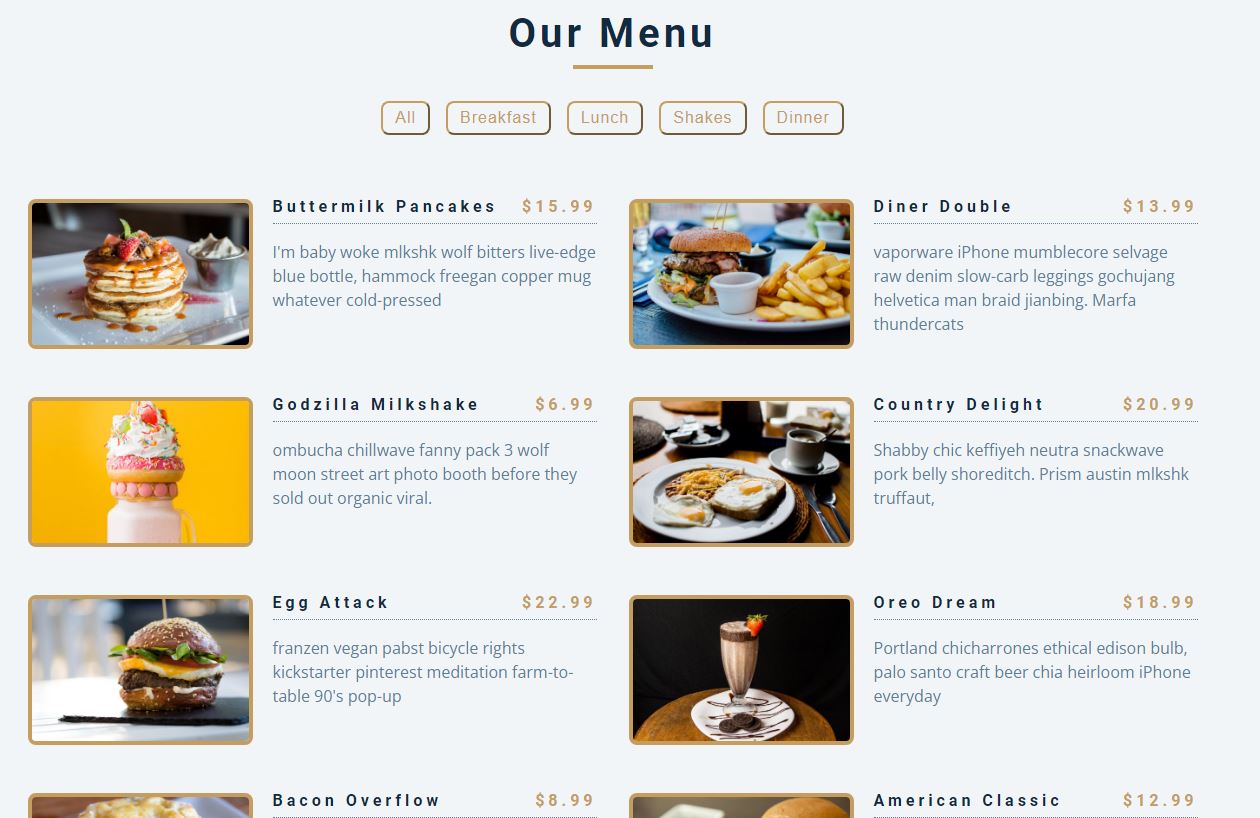 Our Menu
All
Breakfast
Lunch
Shakes
Dinner
Buttermilk Pancakes $15.99
I'm baby woke mlkshk wolf bitters live-edge
blue bottle, hammock freegan copper mug
whatever cold-pressed
Diner Double $13.99
vaporware iPhone mumblecore selvage
raw denim slow-carb leggings gochujang
helvetica man braid jianbing. Marfa
thundercats
Godzilla Milkshake $6.99
ombucha chillwave fanny pack 3 wolf
moon street art photo booth before they
sold out organic viral.
Country Delight $20.99
Shabby chic keffiyeh neutra snackwave
pork belly shoreditch. Prism austin mlkshk
truffaut,
Egg Attack $22.99
franzen vegan pabst bicycle rights
kickstarter pinterest meditation farm-to-
table 90's pop-up
Oreo Dream $18.99
Portland chicharrones ethical edison bulb,
palo santo craft beer chia heirloom iPhone
everyday
Bacon Overflow $8.99
American Classic $12.99